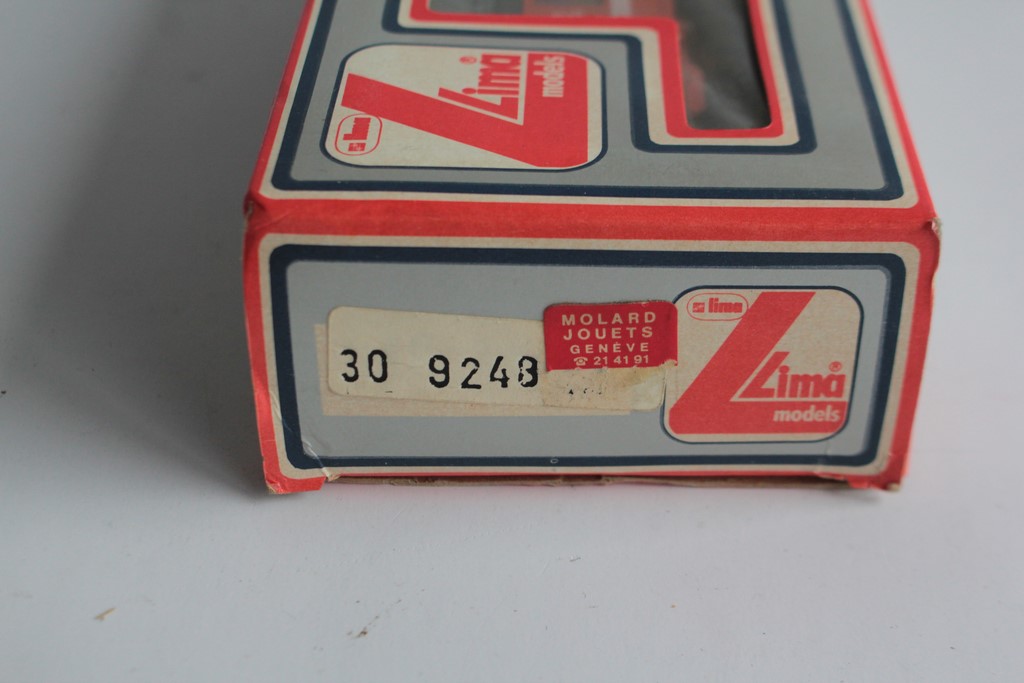 Lima®
models
lima
30 9248
MOLARD
JOUETS
GENÈVE
☎ 21 41 91
lima
Lima®
models